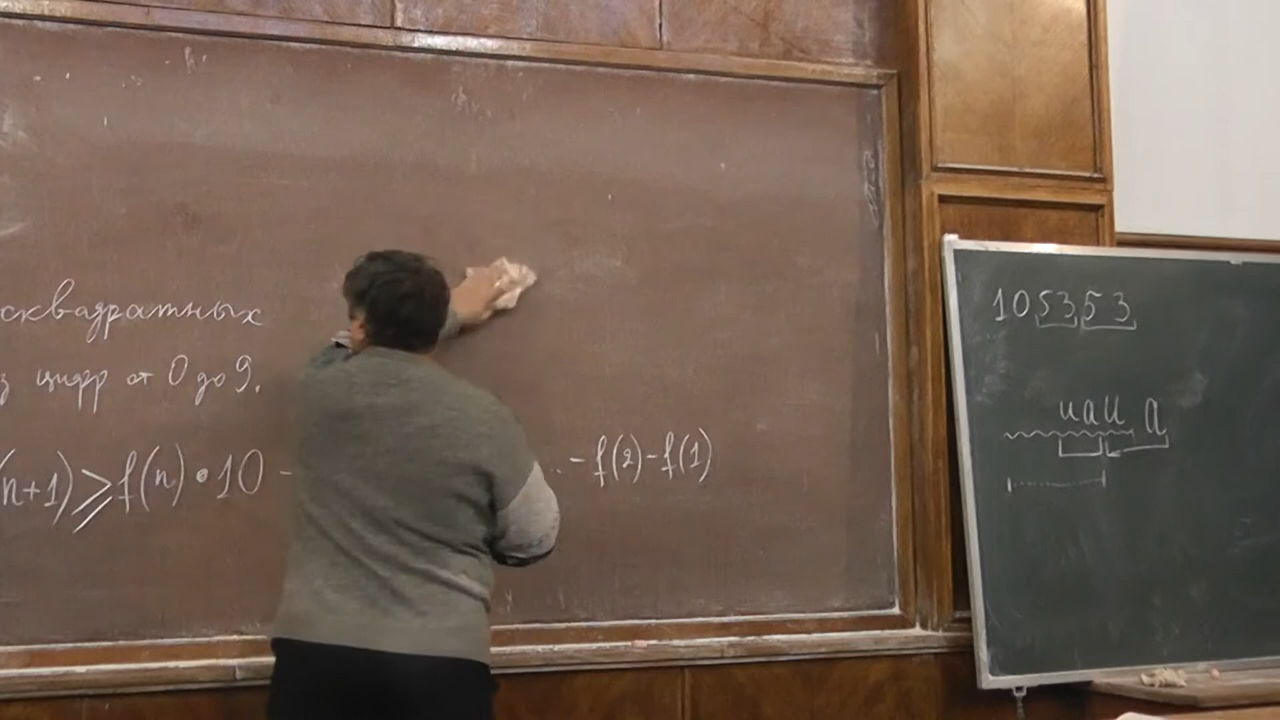 сквадратных
цифр от 0 до 9.
(n+1) ⩾ f(n) • 10 -
.. - f(2) - f(1)
105353
иаи а